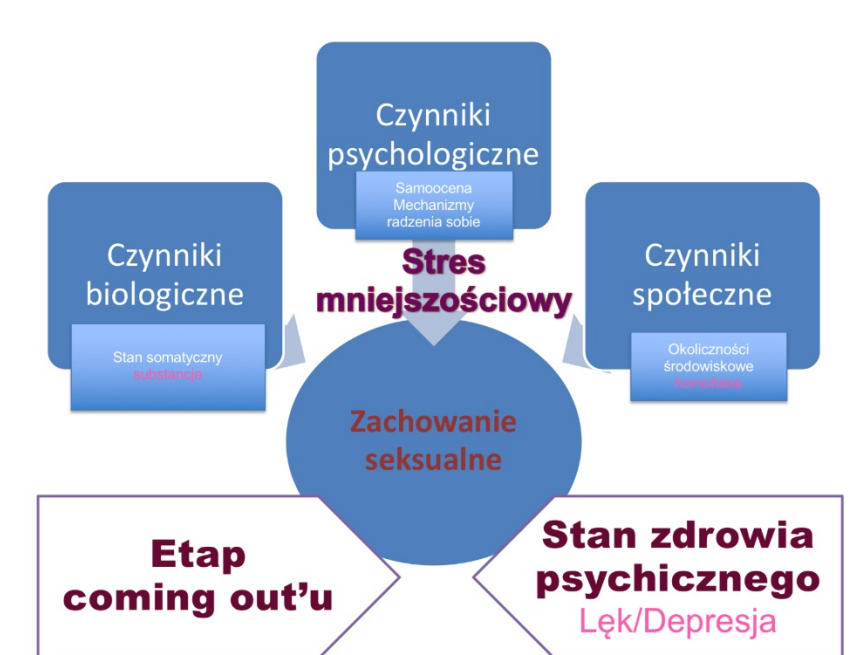 Czynniki
psychologiczne
Samoocena
Mechanizmy
radzenia sobie
Czynniki
biologiczne
Stan somatyczny
substancje
Stres
mniejszościowy
Czynniki
społeczne
Okoliczności
środowiskowe
homofobia
Zachowanie
seksualne
Etap
coming out’u
Stan zdrowia
psychicznego
Lęk/Depresja